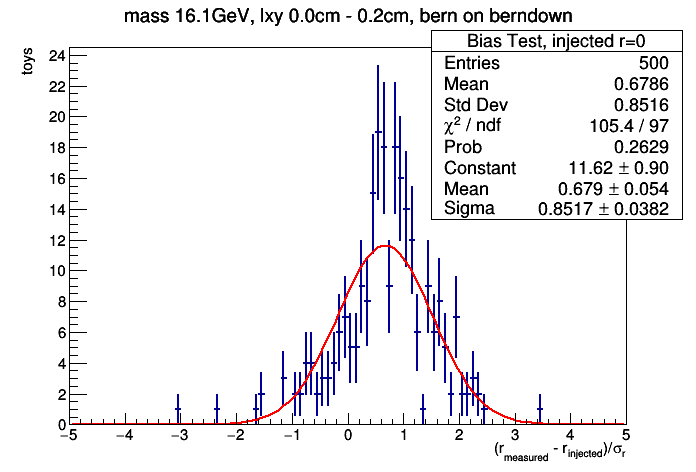 mass 16.1GeV, lxy 0.0cm - 0.2cm, bern on berndown
toys
Bias Test, injected r=0
Entries 500
Mean 0.6786
Std Dev 0.8516
χ² / ndf 105.4 / 97
Prob 0.2629
Constant 11.62 ± 0.90
Mean 0.679 ± 0.054
Sigma 0.8517 ± 0.0382
24
22
20
18
16
14
12
10
8
6
4
2
0
−5 −4 −3 −2 −1 0 1 2 3 4 5
(r_measured - r_injected)/σ_r